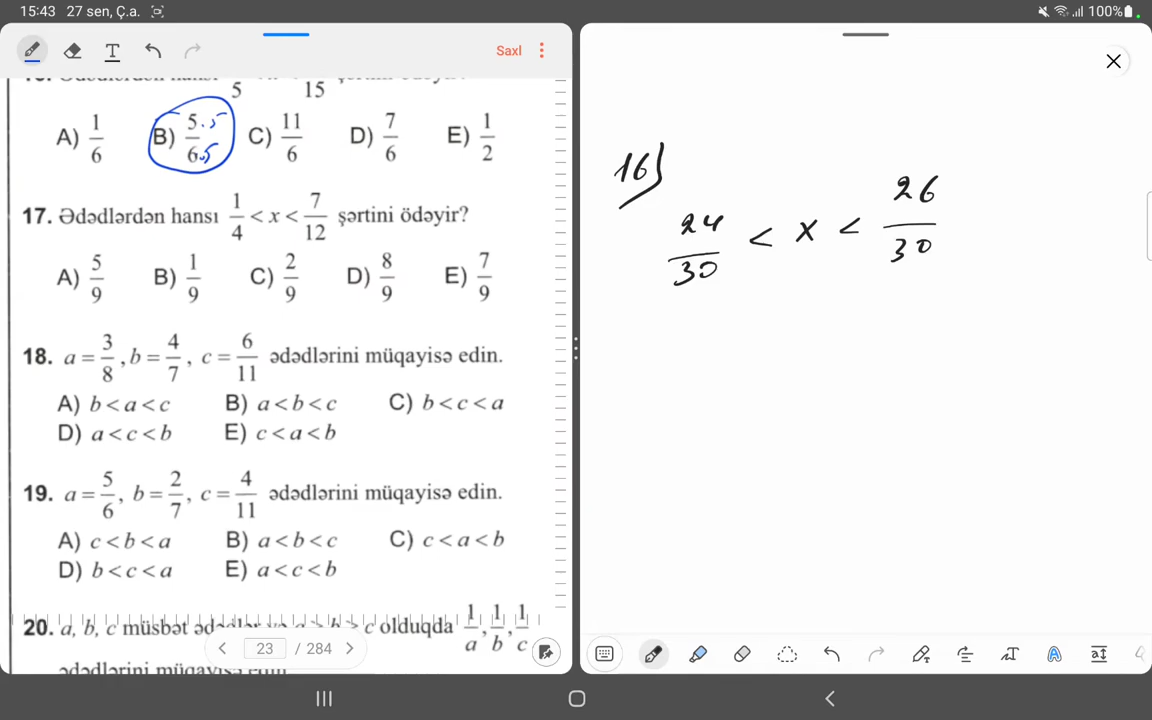 15:43 27 sen, Ç.a. 100%
Saxl
5 15
A) 1/6 B) 5·5/6·5 C) 11/6 D) 7/6 E) 1/2
17. Ədədlərdən hansı 1/4 < x < 7/12 şərtini ödəyir?
A) 5/9 B) 1/9 C) 2/9 D) 8/9 E) 7/9
18. a = 3/8, b = 4/7, c = 6/11 ədədlərini müqayisə edin.
A) b < a < c B) a < b < c C) b < c < a
D) a < c < b E) c < a < b
19. a = 5/6, b = 2/7, c = 4/11 ədədlərini müqayisə edin.
A) c < b < a B) a < b < c C) c < a < b
D) b < c < a E) a < c < b
20. a, b, c müsbət c olduqda 1/a, 1/b, 1/c
23 / 284
16)
24/30 < x < 26/30